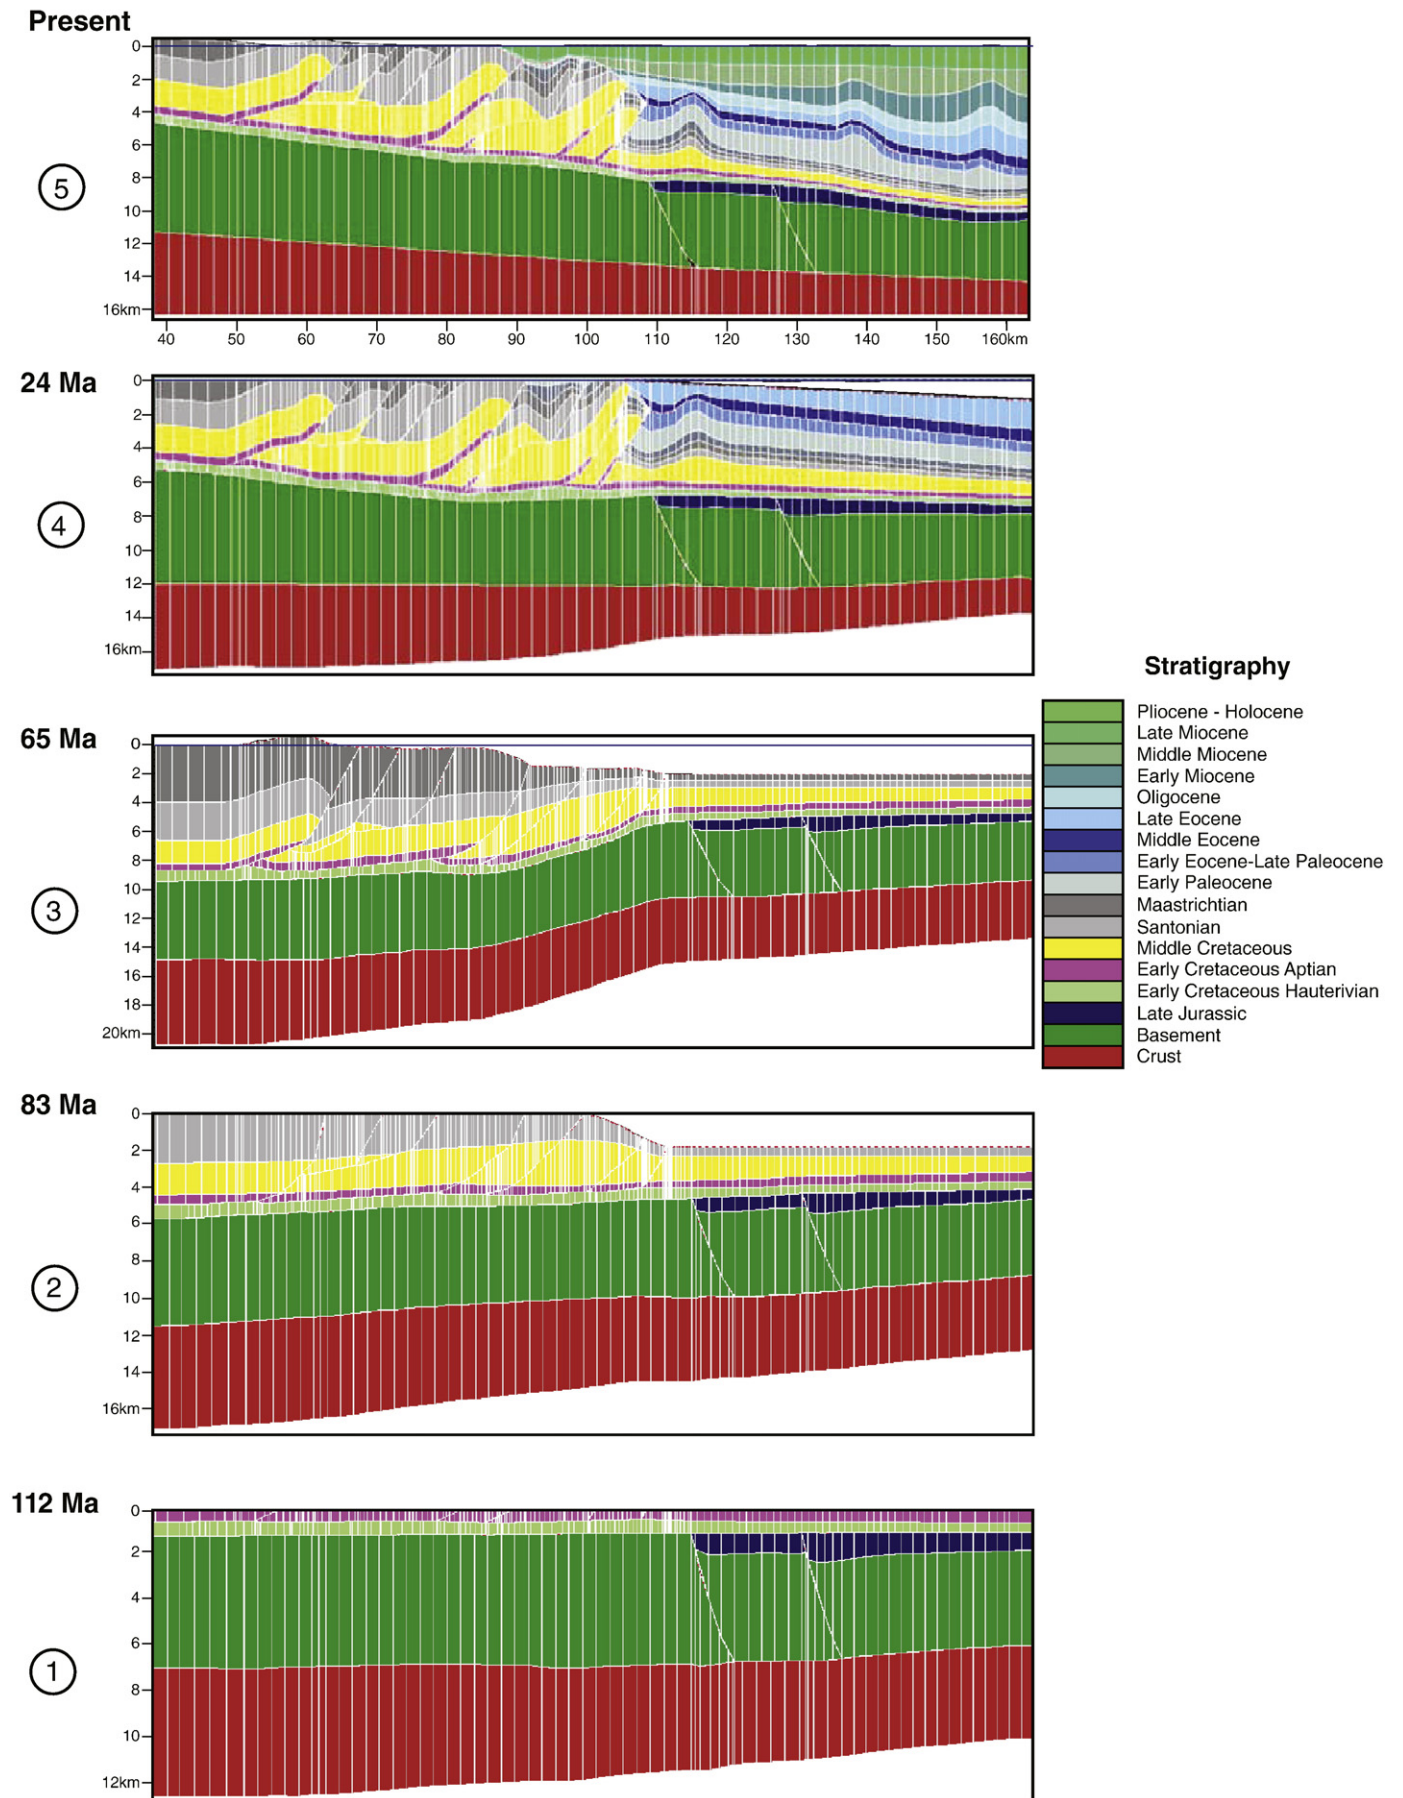 Present
0
2
4
6
8
10
12
14
16km
40 50 60 70 80 90 100 110 120 130 140 150 160km
5
24 Ma
0
2
4
6
8
10
12
14
16km
4
65 Ma
0
2
4
6
8
10
12
14
16
18
20km
3
Stratigraphy
Pliocene - Holocene
Late Miocene
Middle Miocene
Early Miocene
Oligocene
Late Eocene
Middle Eocene
Early Eocene-Late Paleocene
Early Paleocene
Maastrichtian
Santonian
Middle Cretaceous
Early Cretaceous Aptian
Early Cretaceous Hauterivian
Late Jurassic
Basement
Crust
83 Ma
0
2
4
6
8
10
12
14
16km
2
112 Ma
0
2
4
6
8
10
12km
1